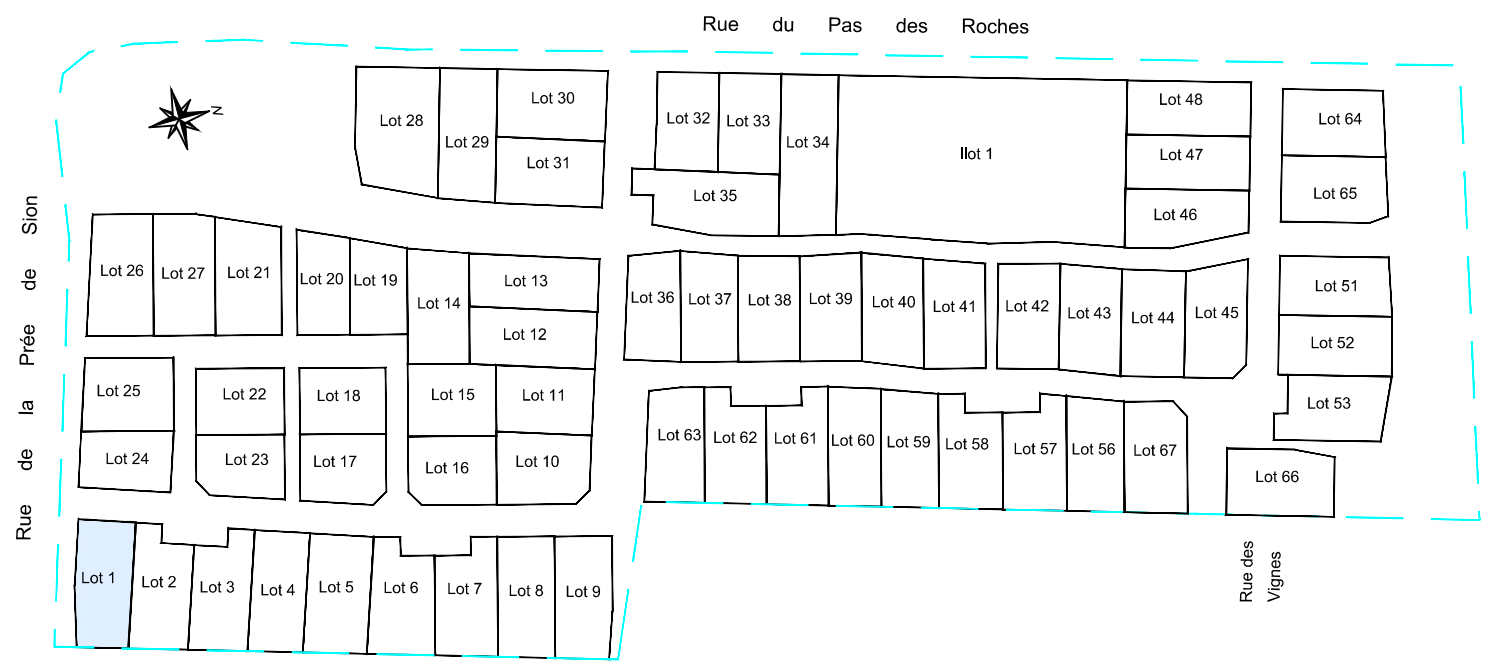 Rue du Pas des Roches
Rue de la Prée de Sion
N
Lot 28
Lot 29
Lot 30
Lot 31
Lot 32
Lot 33
Lot 34
Lot 35
Ilot 1
Lot 48
Lot 47
Lot 46
Lot 64
Lot 65
Lot 26
Lot 27
Lot 21
Lot 20
Lot 19
Lot 14
Lot 13
Lot 12
Lot 36
Lot 37
Lot 38
Lot 39
Lot 40
Lot 41
Lot 42
Lot 43
Lot 44
Lot 45
Lot 51
Lot 52
Lot 53
Lot 25
Lot 24
Lot 22
Lot 23
Lot 18
Lot 17
Lot 15
Lot 16
Lot 11
Lot 10
Lot 63
Lot 62
Lot 61
Lot 60
Lot 59
Lot 58
Lot 57
Lot 56
Lot 67
Lot 66
Lot 1
Lot 2
Lot 3
Lot 4
Lot 5
Lot 6
Lot 7
Lot 8
Lot 9
Rue des
Vignes